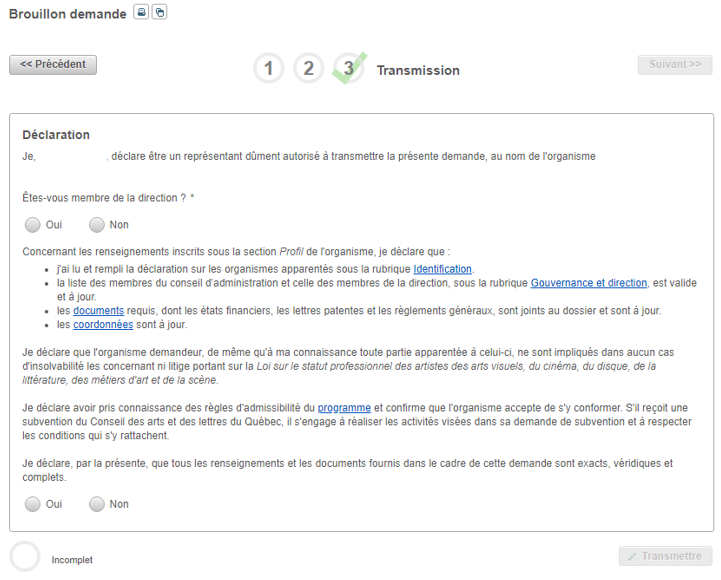 Brouillon demande
<< Précédent
1 2 3 Transmission
Suivant >>
Déclaration
Je, , déclare être un représentant dûment autorisé à transmettre la présente demande, au nom de l'organisme
Êtes-vous membre de la direction ? *
Oui Non
Concernant les renseignements inscrits sous la section Profil de l'organisme, je déclare que :
• j'ai lu et rempli la déclaration sur les organismes apparentés sous la rubrique Identification.
• la liste des membres du conseil d'administration et celle des membres de la direction, sous la rubrique Gouvernance et direction, est valide
et à jour.
• les documents requis, dont les états financiers, les lettres patentes et les règlements généraux, sont joints au dossier et sont à jour.
• les coordonnées sont à jour.
Je déclare que l'organisme demandeur, de même qu'à ma connaissance toute partie apparentée à celui-ci, ne sont impliqués dans aucun cas
d'insolvabilité les concernant ni litige portant sur la Loi sur le statut professionnel des artistes des arts visuels, du cinéma, du disque, de la
littérature, des métiers d'art et de la scène.
Je déclare avoir pris connaissance des règles d'admissibilité du programme et confirme que l'organisme accepte de s'y conformer. S'il reçoit une
subvention du Conseil des arts et des lettres du Québec, il s'engage à réaliser les activités visées dans sa demande de subvention et à respecter
les conditions qui s'y rattachent.
Je déclare, par la présente, que tous les renseignements et les documents fournis dans le cadre de cette demande sont exacts, véridiques et
complets.
Oui Non
Incomplet
Transmettre